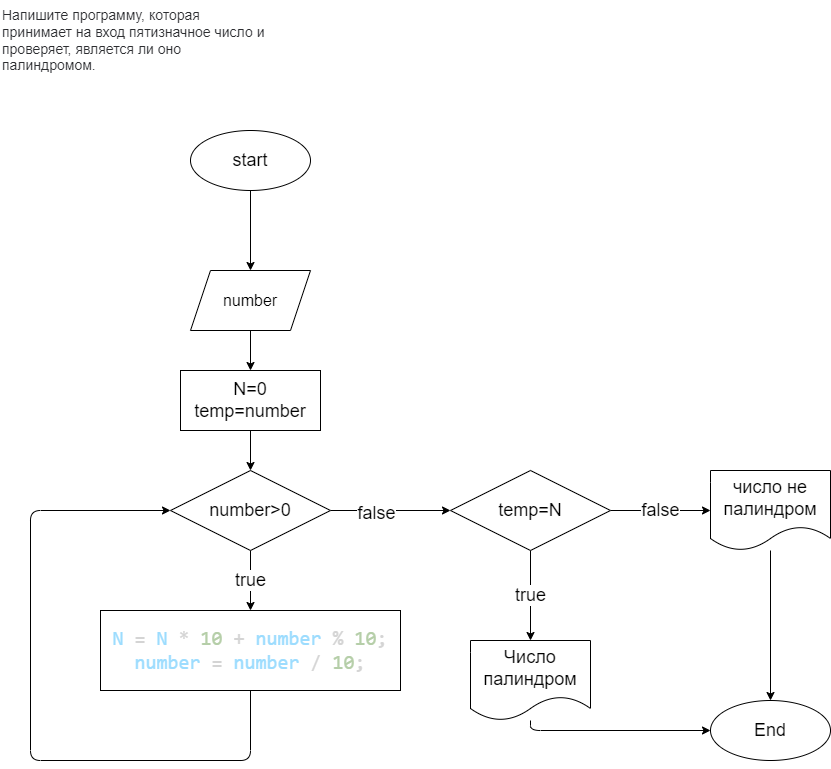 Напишите программу, которая
принимает на вход пятизначное число и
проверяет, является ли оно
палиндромом.
start
number
N=0
temp=number
number>0
false
temp=N
false
число не
палиндром
true
true
N = N * 10 + number % 10;
number = number / 10;
Число
палиндром
End